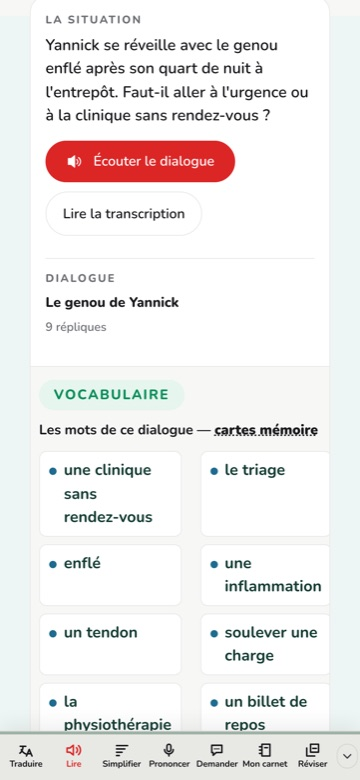 LA SITUATION
Yannick se réveille avec le genou
enflé après son quart de nuit à
l'entrepôt. Faut-il aller à l'urgence ou
à la clinique sans rendez-vous ?
Écouter le dialogue
Lire la transcription
DIALOGUE
Le genou de Yannick
9 répliques
VOCABULAIRE
Les mots de ce dialogue — cartes mémoire
une clinique
sans
rendez-vous
le triage
enflé
une
inflammation
un tendon
soulever une
charge
la
physiothérapie
un billet de
repos
Traduire
Lire
Simplifier
Prononcer
Demander
Mon carnet
Réviser